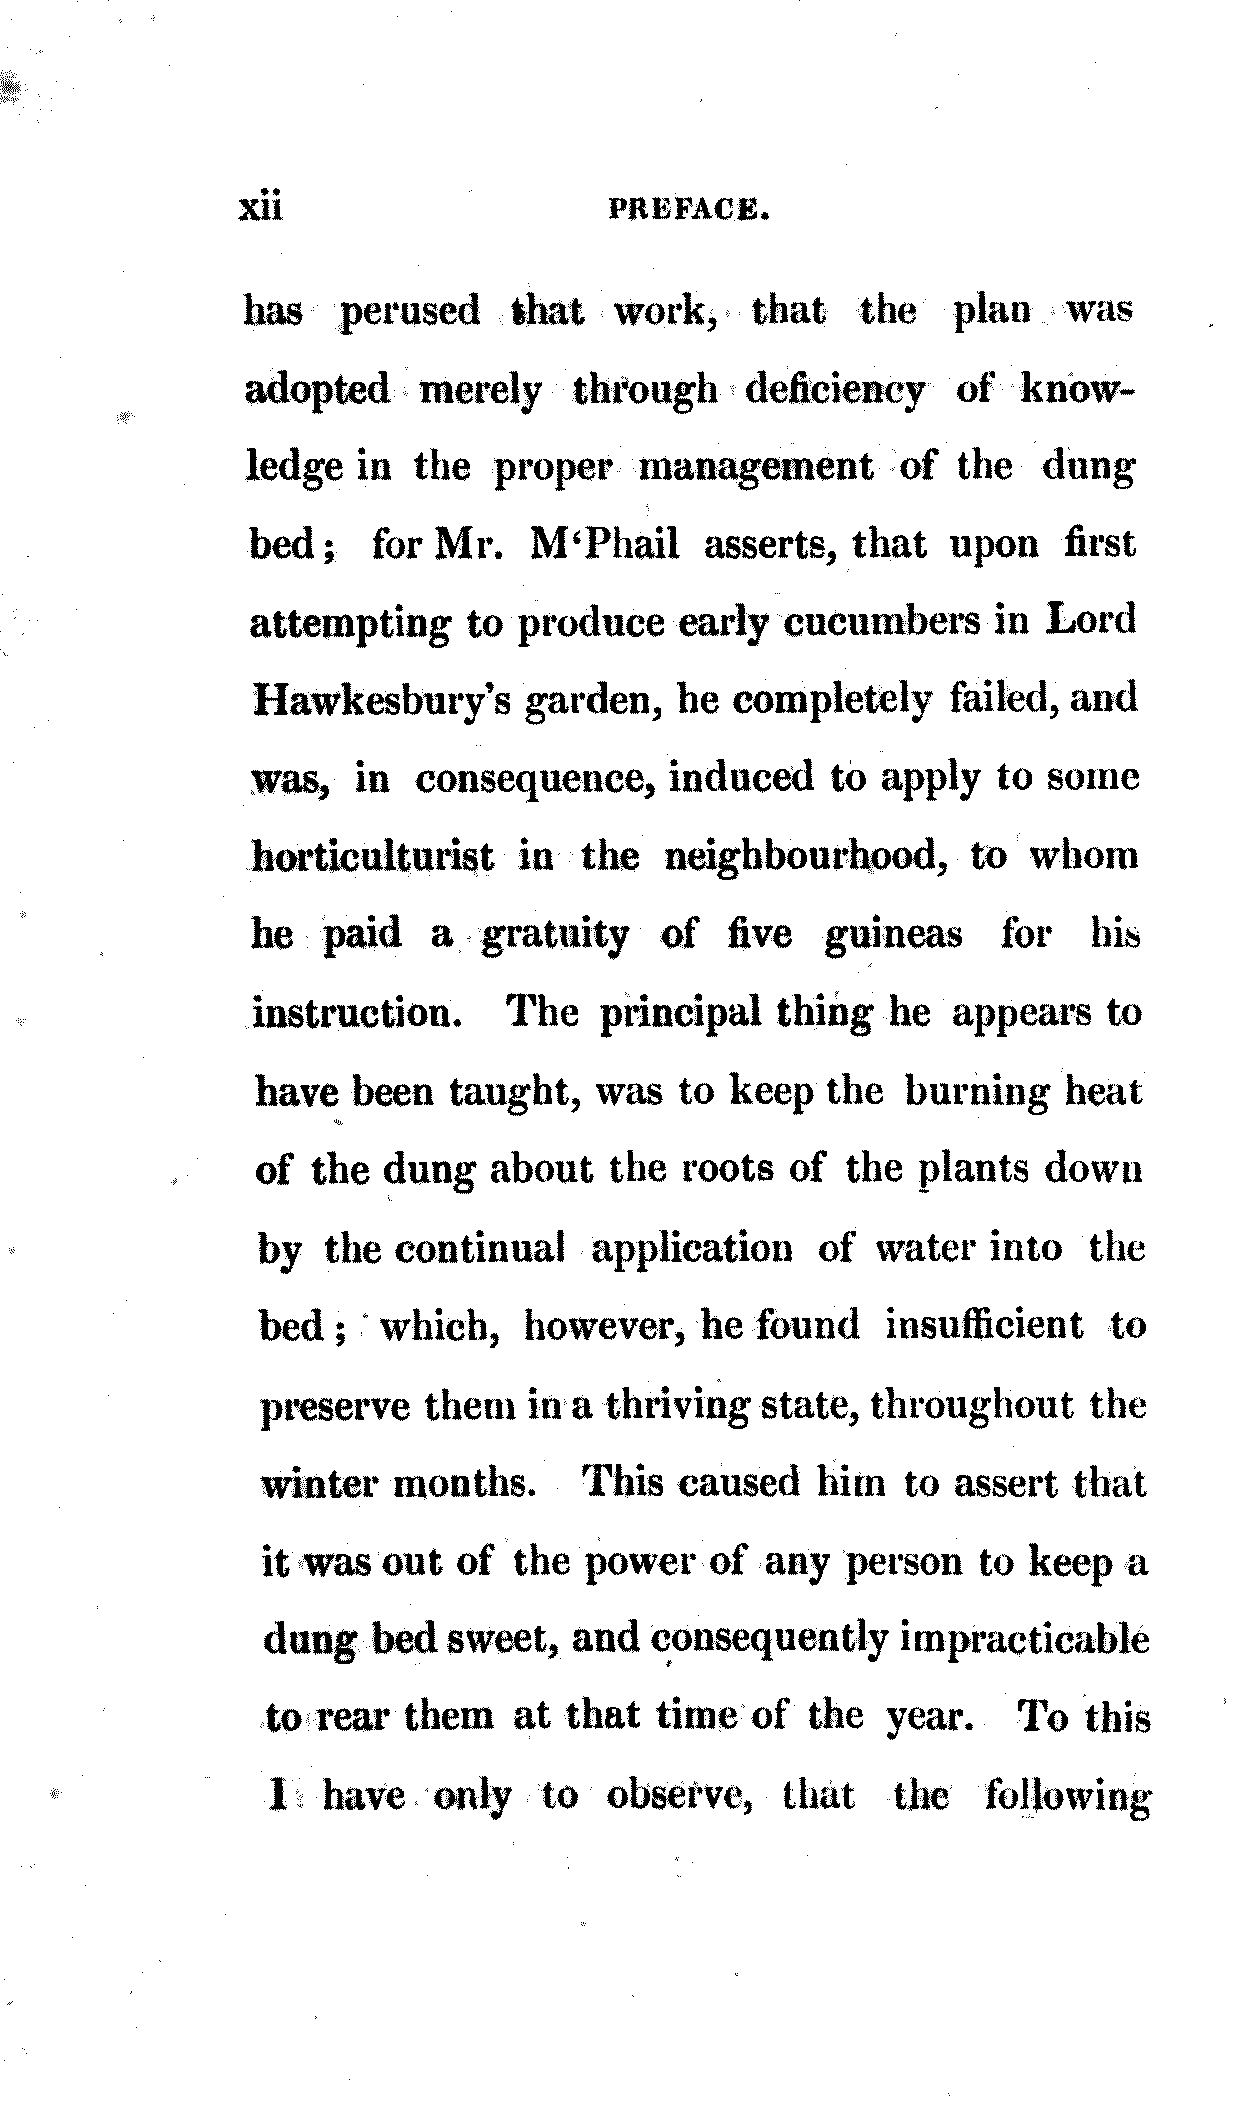 xii PREFACE.
has perused that work, that the plan was
adopted merely through deficiency of know-
ledge in the proper management of the dung
bed; for Mr. M‘Phail asserts, that upon first
attempting to produce early cucumbers in Lord
Hawkesbury's garden, he completely failed, and
was, in consequence, induced to apply to some
horticulturist in the neighbourhood, to whom
he paid a gratuity of five guineas for his
instruction. The principal thing he appears to
have been taught, was to keep the burning heat
of the dung about the roots of the plants down
by the continual application of water into the
bed; which, however, he found insufficient to
preserve them in a thriving state, throughout the
winter months. This caused him to assert that
it was out of the power of any person to keep a
dung bed sweet, and consequently impracticable
to rear them at that time of the year. To this
I have only to observe, that the following